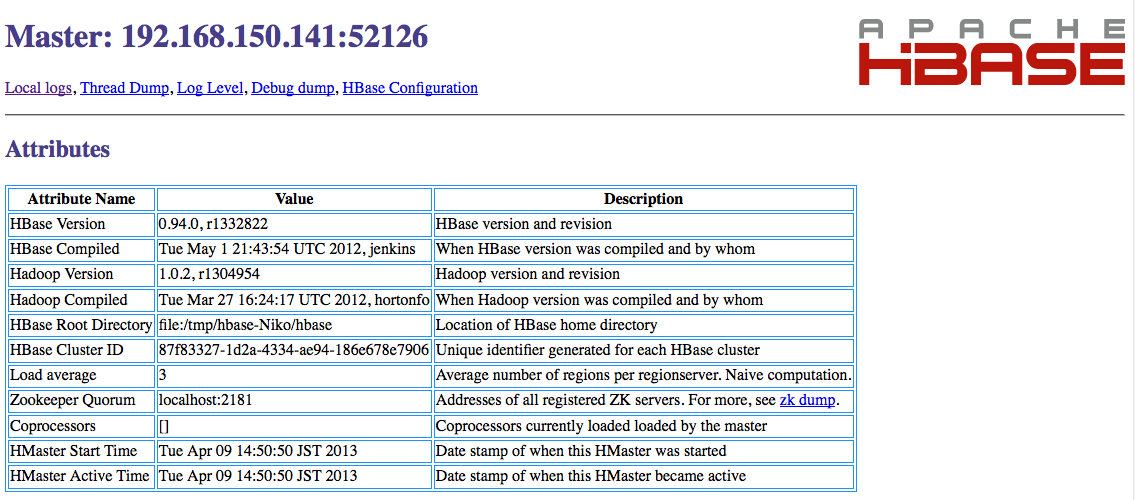 Master: 192.168.150.141:52126
APACHE
HBASE
Local logs, Thread Dump, Log Level, Debug dump, HBase Configuration
Attributes
Attribute Name Value Description
HBase Version 0.94.0, r1332822 HBase version and revision
HBase Compiled Tue May 1 21:43:54 UTC 2012, jenkins When HBase version was compiled and by whom
Hadoop Version 1.0.2, r1304954 Hadoop version and revision
Hadoop Compiled Tue Mar 27 16:24:17 UTC 2012, hortonfo When Hadoop version was compiled and by whom
HBase Root Directory file:/tmp/hbase-Niko/hbase Location of HBase home directory
HBase Cluster ID 87f83327-1d2a-4334-ae94-186e678e7906 Unique identifier generated for each HBase cluster
Load average 3 Average number of regions per regionserver. Naive computation.
Zookeeper Quorum localhost:2181 Addresses of all registered ZK servers. For more, see zk dump.
Coprocessors [] Coprocessors currently loaded loaded by the master
HMaster Start Time Tue Apr 09 14:50:50 JST 2013 Date stamp of when this HMaster was started
HMaster Active Time Tue Apr 09 14:50:50 JST 2013 Date stamp of when this HMaster became active